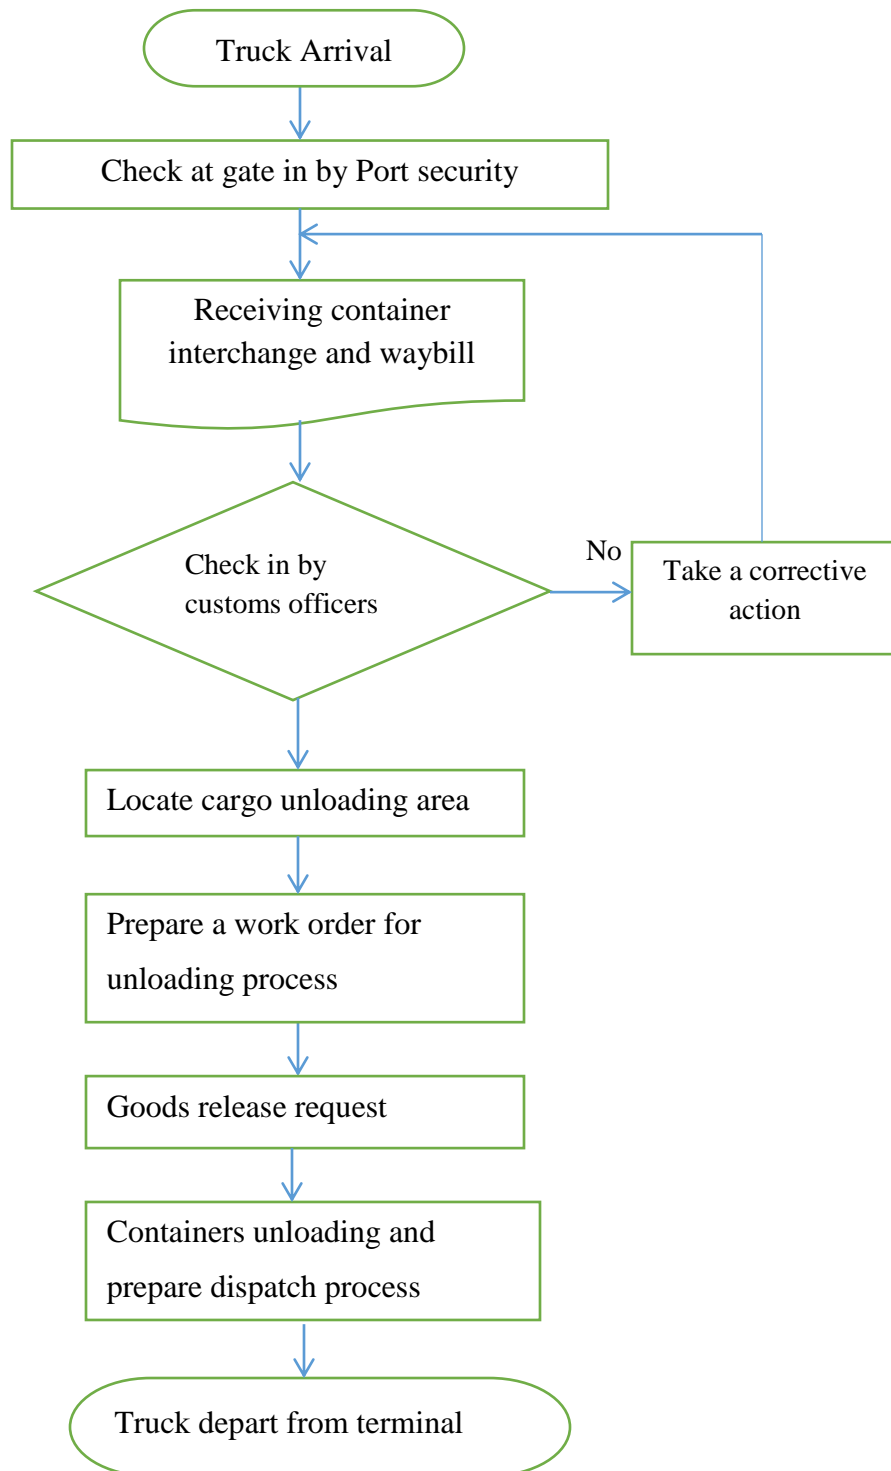 Truck Arrival
Check at gate in by Port security
Receiving container
interchange and waybill
Check in by
customs officers
No
Take a corrective
action
Locate cargo unloading area
Prepare a work order for
unloading process
Goods release request
Containers unloading and
prepare dispatch process
Truck depart from terminal